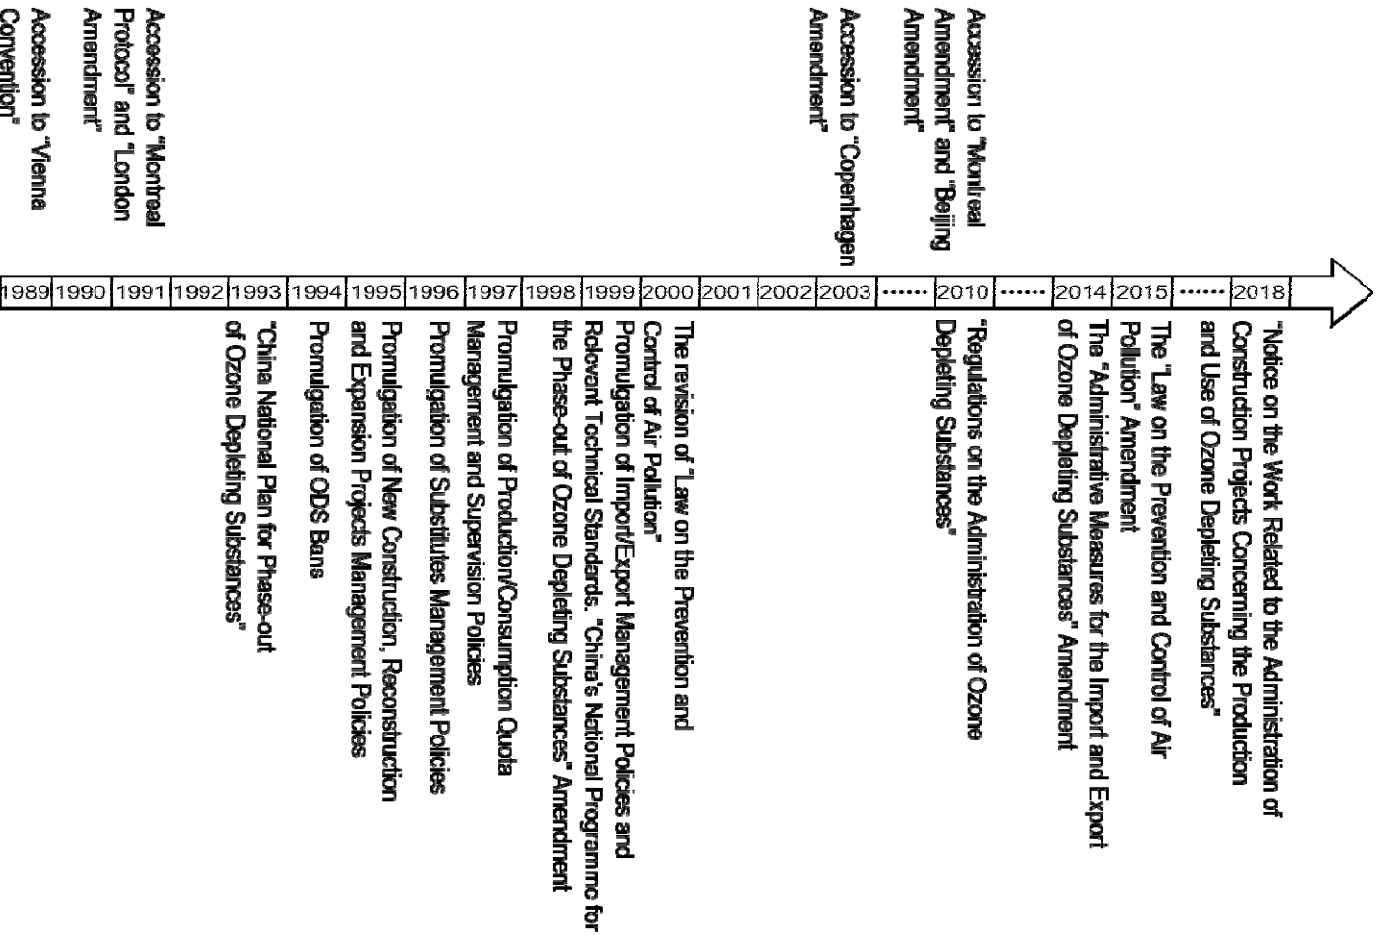 Accession to "Vienna
Convention"
Accession to "Montreal
Protocol" and "London
Amendment"
Accession to "Copenhagen
Amendment"
Accession to "Montreal
Amendment" and "Beijing
Amendment"
1989 1990 1991 1992 1993 1994 1995 1996 1997 1998 1999 2000 2001 2002 2003 ...... 2010 ...... 2014 2015 ...... 2018
"China National Plan for Phase-out
of Ozone Depleting Substances"
Promulgation of ODS Bans
Promulgation of New Construction, Reconstruction
and Expansion Projects Management Policies
Promulgation of Substitutes Management Policies
Promulgation of Production/Consumption Quota
Management and Supervision Policies
Promulgation of Import/Export Management Policies and
Relevant Technical Standards. "China's National Programme for
the Phase-out of Ozone Depleting Substances" Amendment
The revision of "Law on the Prevention and
Control of Air Pollution"
"Regulations on the Administration of Ozone
Depleting Substances"
The "Administrative Measures for the Import and Export
of Ozone Depleting Substances" Amendment
The "Law on the Prevention and Control of Air
Pollution" Amendment
"Notice on the Work Related to the Administration of
Construction Projects Concerning the Production
and Use of Ozone Depleting Substances"